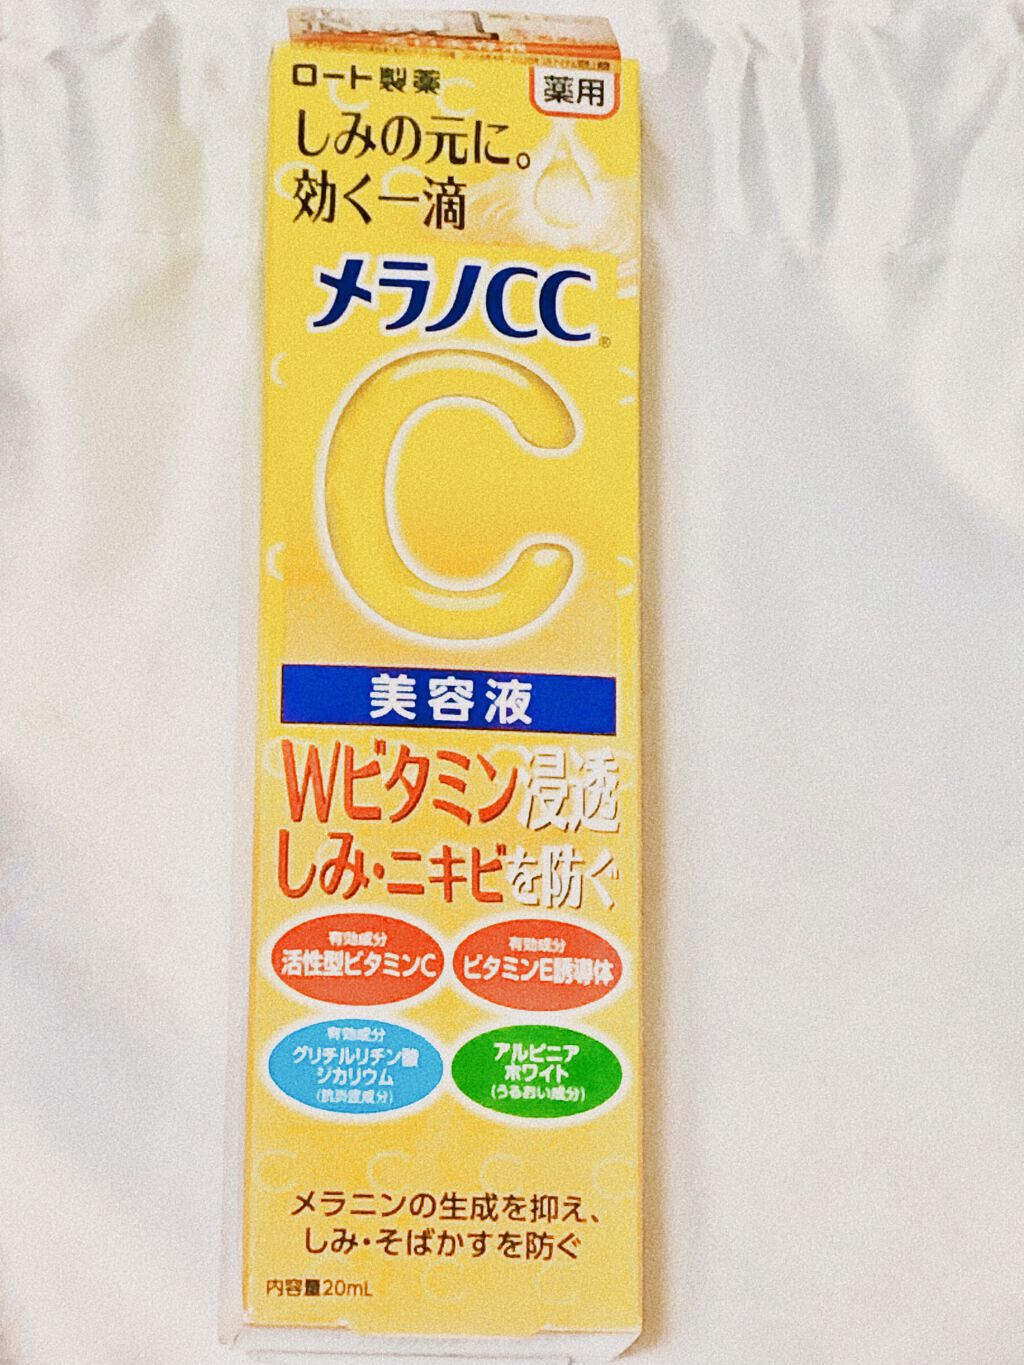 ロート製薬
薬用
しみの元に。
効く一滴
メラノCC®
C
美容液
Wビタミン浸透
しみ・ニキビを防ぐ
有効成分
活性型ビタミンC
有効成分
ビタミンE誘導体
有効成分
グリチルリチン酸
ジカリウム
(抗炎症成分)
アルピニア
ホワイト
(うるおい成分)
メラニンの生成を抑え、
しみ・そばかすを防ぐ
内容量20mL